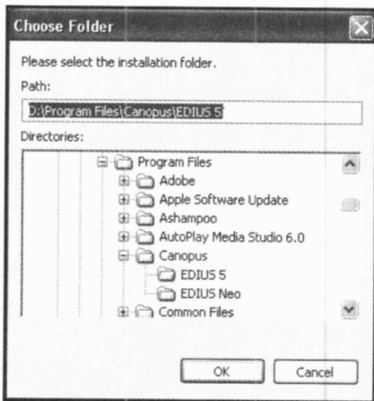 Choose Folder
Please select the installation folder.
Path:
D:\Program Files\Canopus\EDIUS 5
Directories:
Program Files
Adobe
Apple Software Update
Ashampoo
AutoPlay Media Studio 6.0
Canopus
EDIUS 5
EDIUS Neo
Common Files
OK Cancel